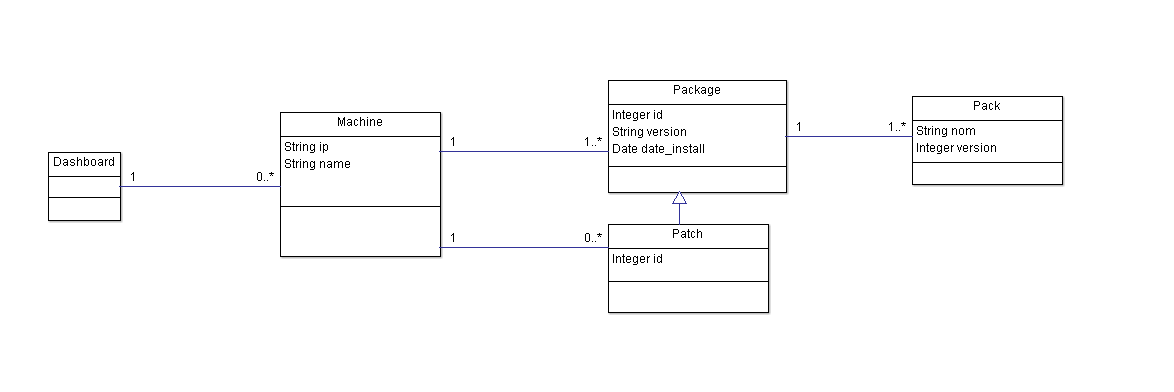 Dashboard
1
0..*
Machine
String ip
String name
1
1..*
1
0..*
Package
Integer id
String version
Date date_install
1
1..*
Pack
String nom
Integer version
Patch
Integer id